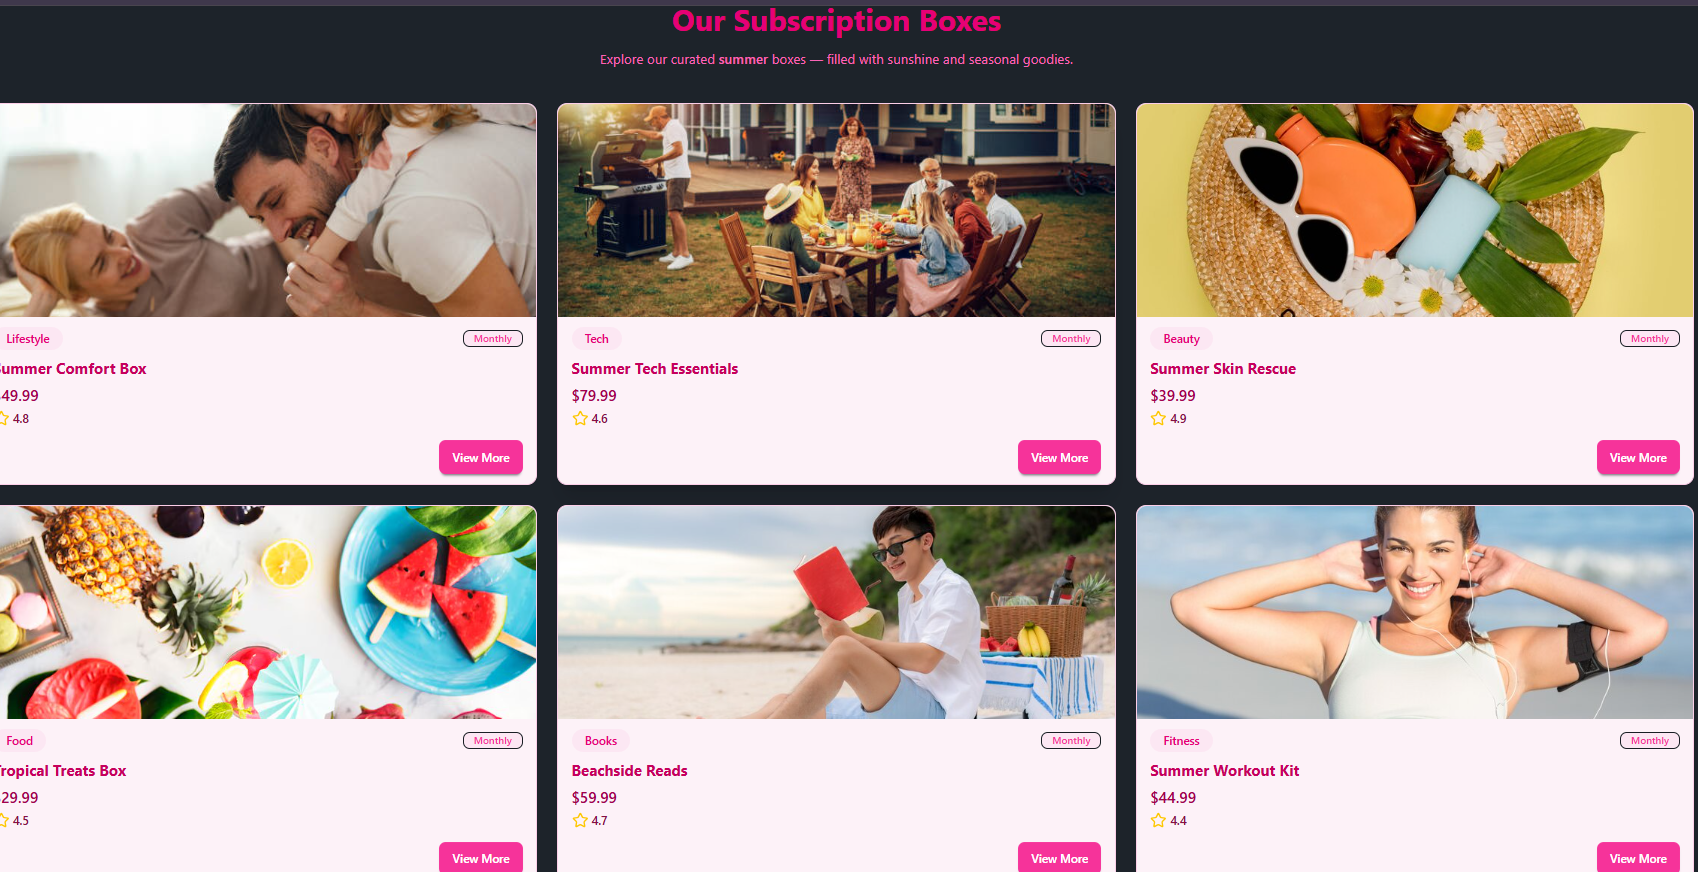 Our Subscription Boxes
Explore our curated summer boxes — filled with sunshine and seasonal goodies.
Lifestyle
Monthly
ummer Comfort Box
49.99
4.8
View More
Tech
Monthly
Summer Tech Essentials
$79.99
4.6
View More
Beauty
Monthly
Summer Skin Rescue
$39.99
4.9
View More
Food
Monthly
Tropical Treats Box
29.99
4.5
View More
Books
Monthly
Beachside Reads
$59.99
4.7
View More
Fitness
Monthly
Summer Workout Kit
$44.99
4.4
View More